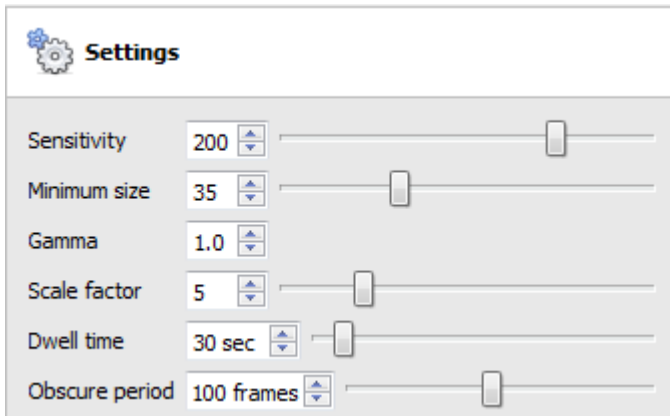 Settings
Sensitivity 200
Minimum size 35
Gamma 1.0
Scale factor 5
Dwell time 30 sec
Obscure period 100 frames